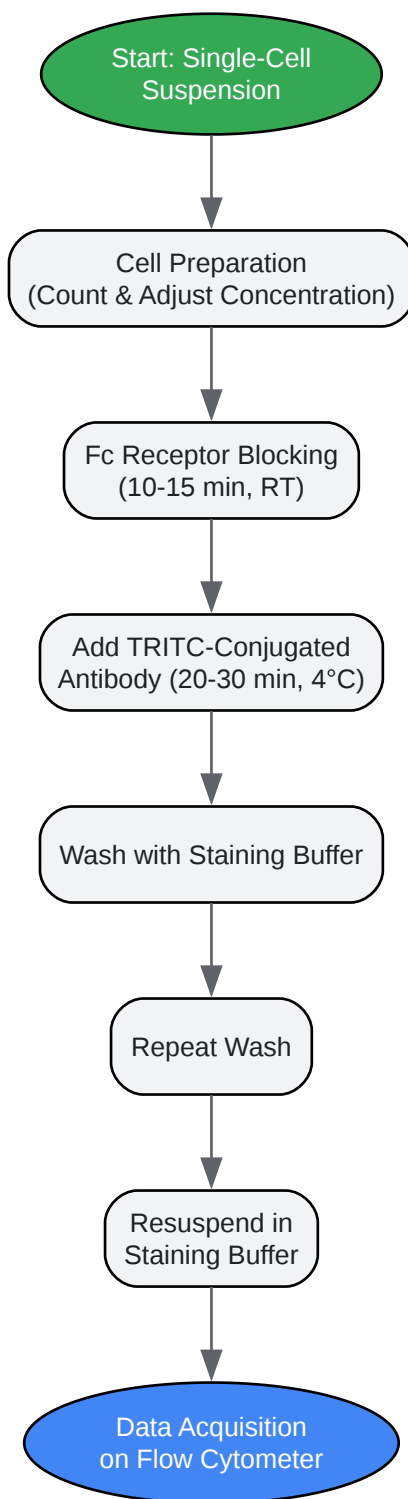 Start: Single-Cell
Suspension
Cell Preparation
(Count & Adjust Concentration)
Fc Receptor Blocking
(10-15 min, RT)
Add TRITC-Conjugated
Antibody (20-30 min, 4°C)
Wash with Staining Buffer
Repeat Wash
Resuspend in
Staining Buffer
Data Acquisition
on Flow Cytometer